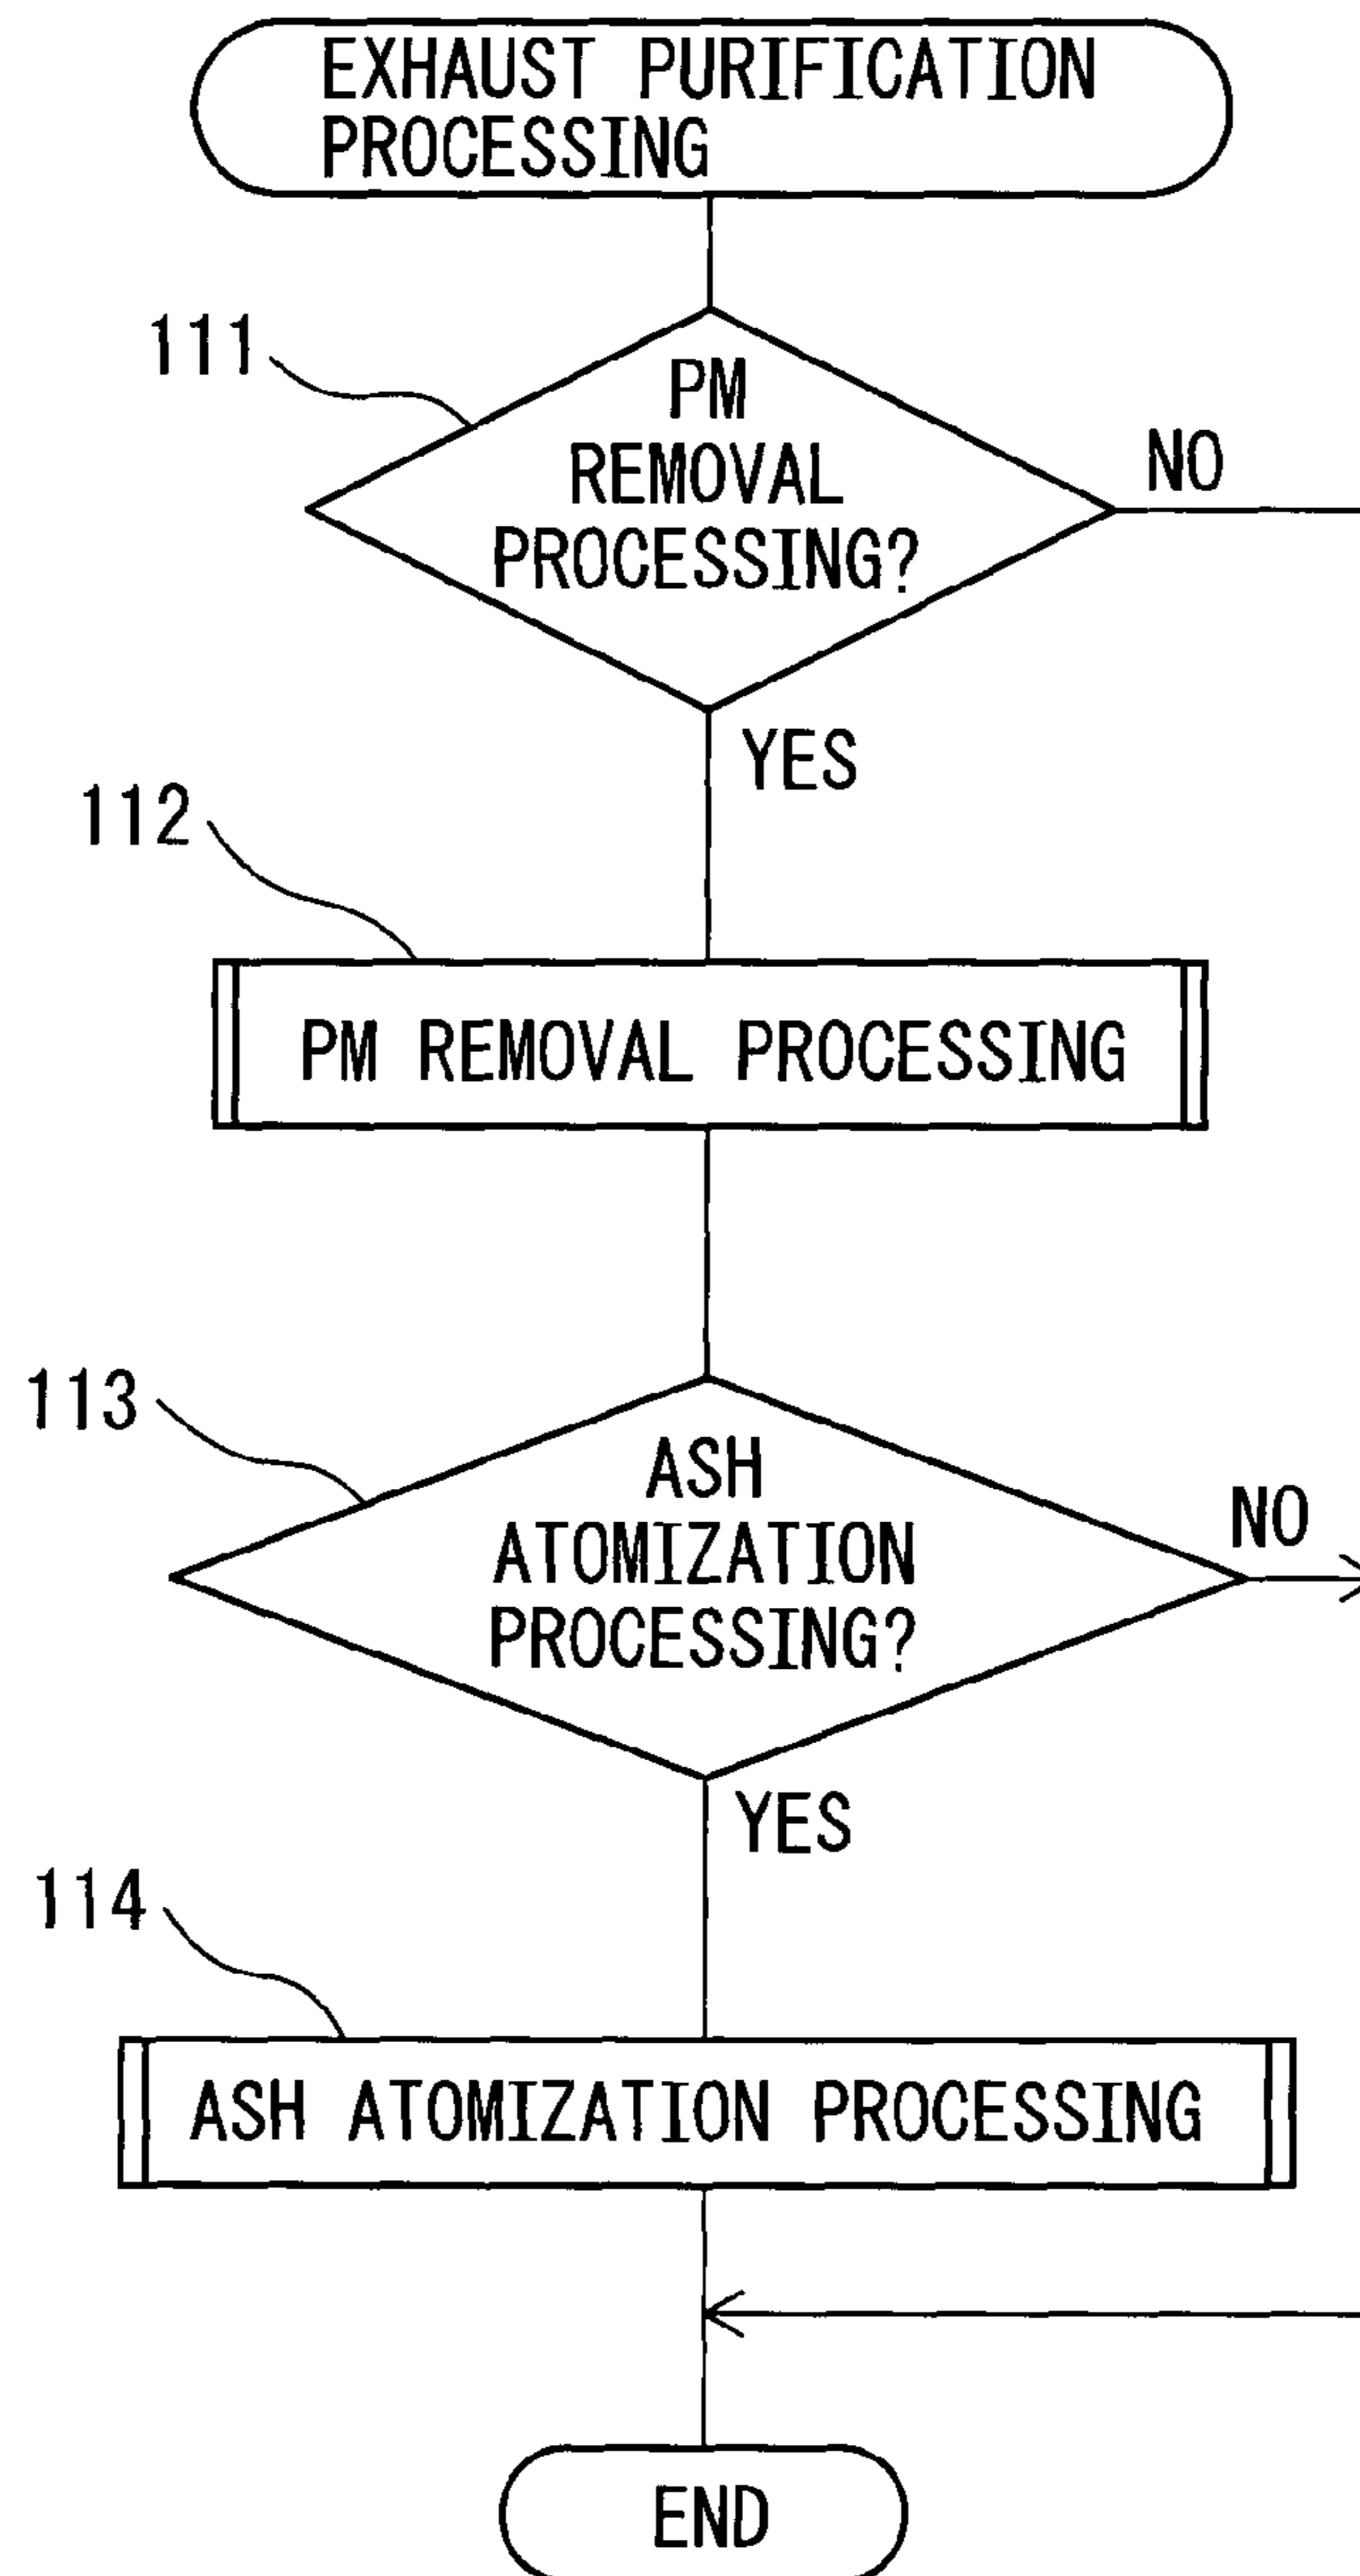 EXHAUST PURIFICATION
PROCESSING
111
PM
REMOVAL
PROCESSING?
NO
YES
112
PM REMOVAL PROCESSING
113
ASH
ATOMIZATION
PROCESSING?
NO
YES
114
ASH ATOMIZATION PROCESSING
END